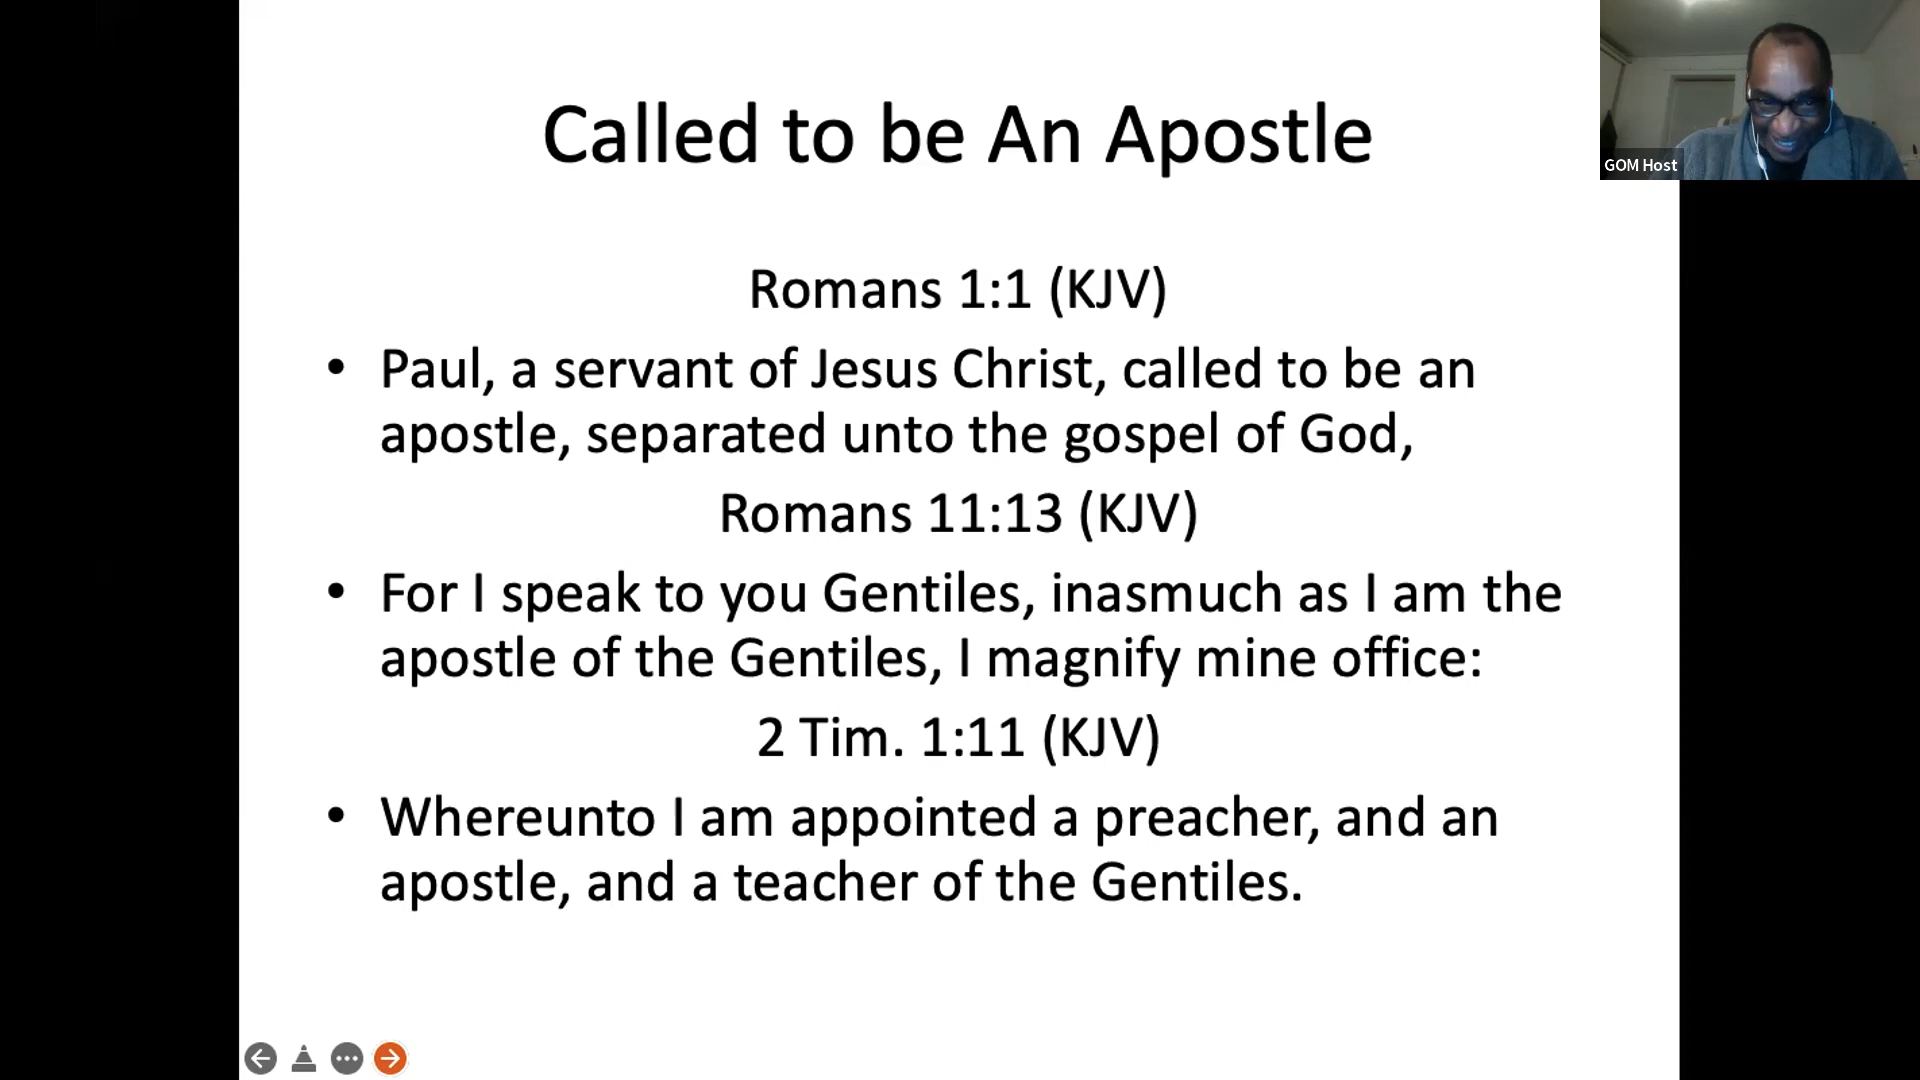 Called to be An Apostle
GOM Host
Romans 1:1 (KJV)
• Paul, a servant of Jesus Christ, called to be an
apostle, separated unto the gospel of God,
Romans 11:13 (KJV)
• For I speak to you Gentiles, inasmuch as I am the
apostle of the Gentiles, I magnify mine office:
2 Tim. 1:11 (KJV)
• Whereunto I am appointed a preacher, and an
apostle, and a teacher of the Gentiles.